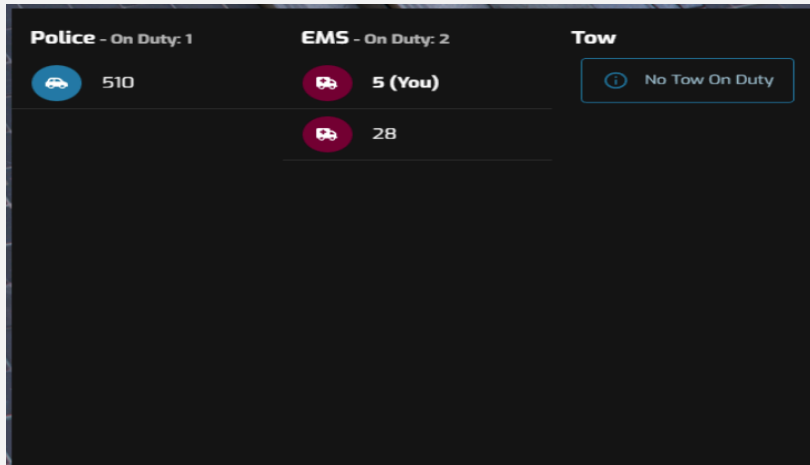 Police - On Duty: 1
510
EMS - On Duty: 2
5 (You)
28
Tow
No Tow On Duty